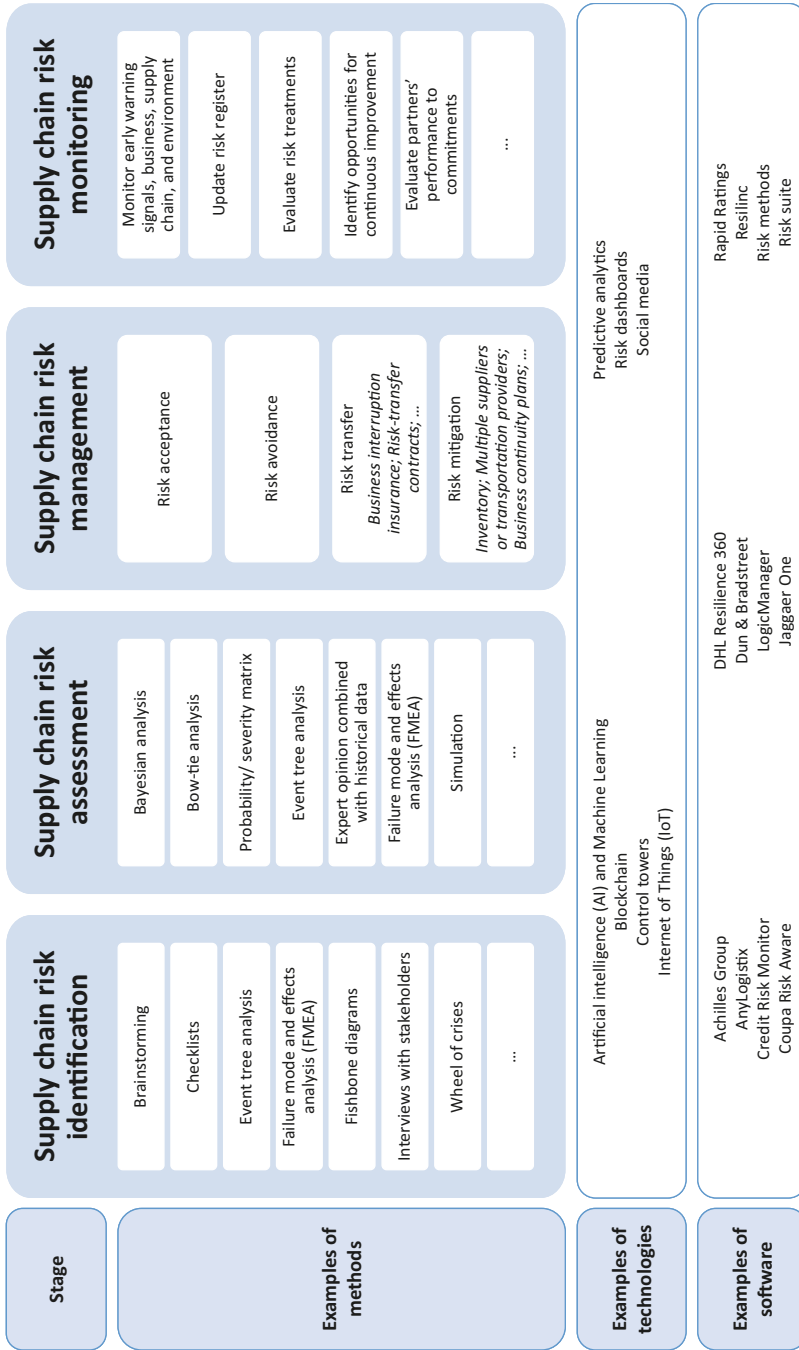 Stage
Supply chain risk
identification
Supply chain risk
assessment
Supply chain risk
management
Supply chain risk
monitoring
Examples of
methods
Brainstorming
Checklists
Event tree analysis
Failure mode and effects
analysis (FMEA)
Fishbone diagrams
Interviews with stakeholders
Wheel of crises
...
Bayesian analysis
Bow-tie analysis
Probability/ severity matrix
Event tree analysis
Expert opinion combined
with historical data
Failure mode and effects
analysis (FMEA)
Simulation
...
Risk acceptance
Risk avoidance
Risk transfer
Business interruption
insurance; Risk-transfer
contracts; ...
Risk mitigation
Inventory; Multiple suppliers
or transportation providers;
Business continuity plans; ...
Monitor early warning
signals, business, supply
chain, and environment
Update risk register
Evaluate risk treatments
Identify opportunities for
continuous improvement
Evaluate partners’
performance to
commitments
...
Examples of
technologies
Artificial intelligence (AI) and Machine Learning
Blockchain
Control towers
Internet of Things (IoT)
Predictive analytics
Risk dashboards
Social media
Examples of
software
Achilles Group
AnyLogistix
Credit Risk Monitor
Coupa Risk Aware
DHL Resilience 360
Dun & Bradstreet
LogicManager
Jaggaer One
Rapid Ratings
Resilinc
Risk methods
Risk suite